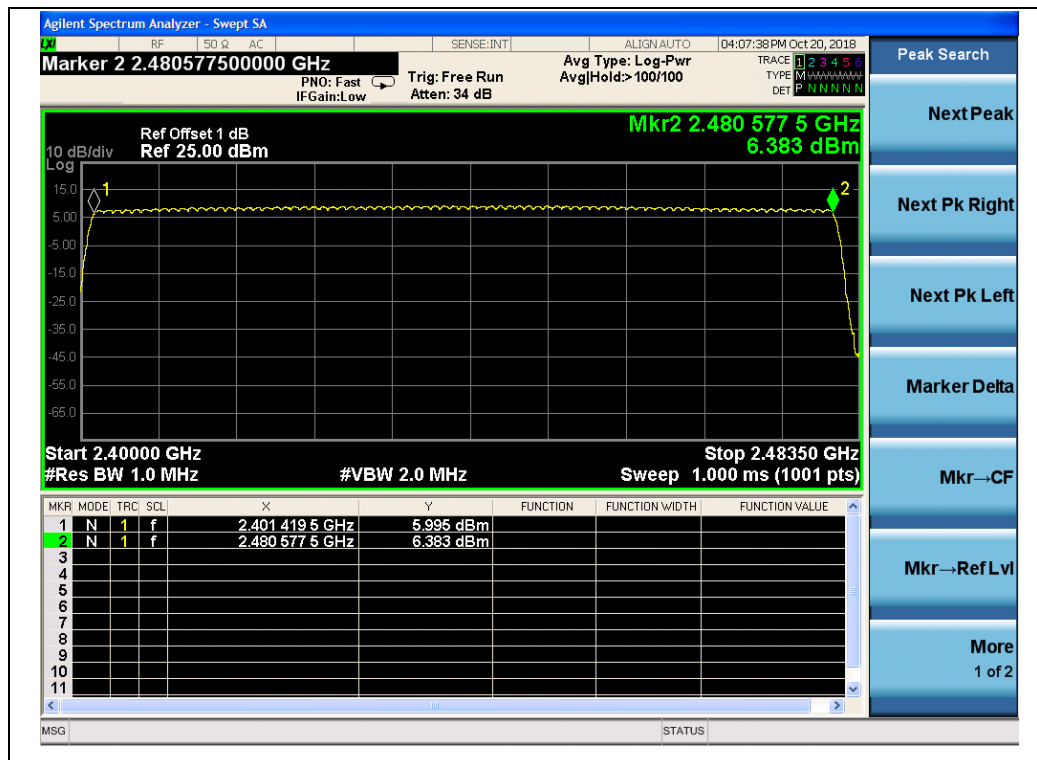 Agilent Spectrum Analyzer - Swept SA
LXI RF 50 Ω AC SENSE:INT ALIGN AUTO 04:07:38 PM Oct 20, 2018
Marker 2 2.480577500000 GHz
PNO: Fast
IFGain:Low
Trig: Free Run
Atten: 34 dB
Avg Type: Log-Pwr
Avg|Hold:>100/100
TRACE 1 2 3 4 5 6
TYPE M
DET P N N N N N
Ref Offset 1 dB
10 dB/div Ref 25.00 dBm
Log
Mkr2 2.480 577 5 GHz
6.383 dBm
15.0
5.00
-5.00
-15.0
-25.0
-35.0
-45.0
-55.0
-65.0
1
2
Start 2.40000 GHz Stop 2.48350 GHz
#Res BW 1.0 MHz #VBW 2.0 MHz Sweep 1.000 ms (1001 pts)
MKR MODE TRC SCL X Y FUNCTION FUNCTION WIDTH FUNCTION VALUE
1 N 1 f 2.401 419 5 GHz 5.995 dBm
2 N 1 f 2.480 577 5 GHz 6.383 dBm
3
4
5
6
7
8
9
10
11
MSG STATUS
Peak Search
Next Peak
Next Pk Right
Next Pk Left
Marker Delta
Mkr→CF
Mkr→Ref Lvl
More
1 of 2